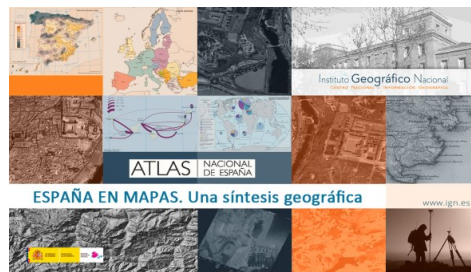 Instituto Geográfico Nacional
CENTRO NACIONAL DE INFORMACIÓN GEOGRÁFICA
ATLAS NACIONAL DE ESPAÑA
ESPAÑA EN MAPAS. Una síntesis geográfica
www.ign.es